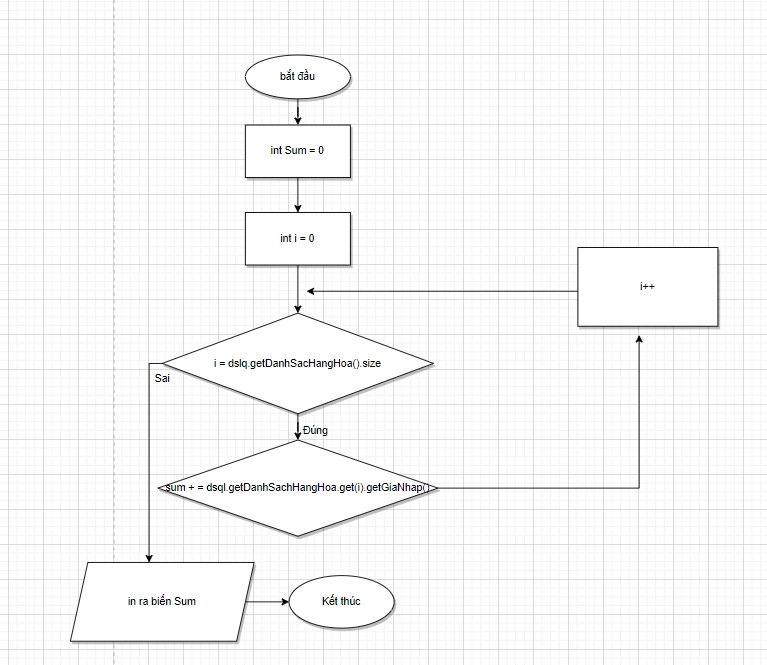 bắt đầu
int Sum = 0
int i = 0
i++
i = dslq.getDanhSacHangHoa().size
Sai
Đúng
sum + = dsql.getDanhSachHangHoa.get(i).getGiaNhap()
in ra biến Sum
Kết thúc